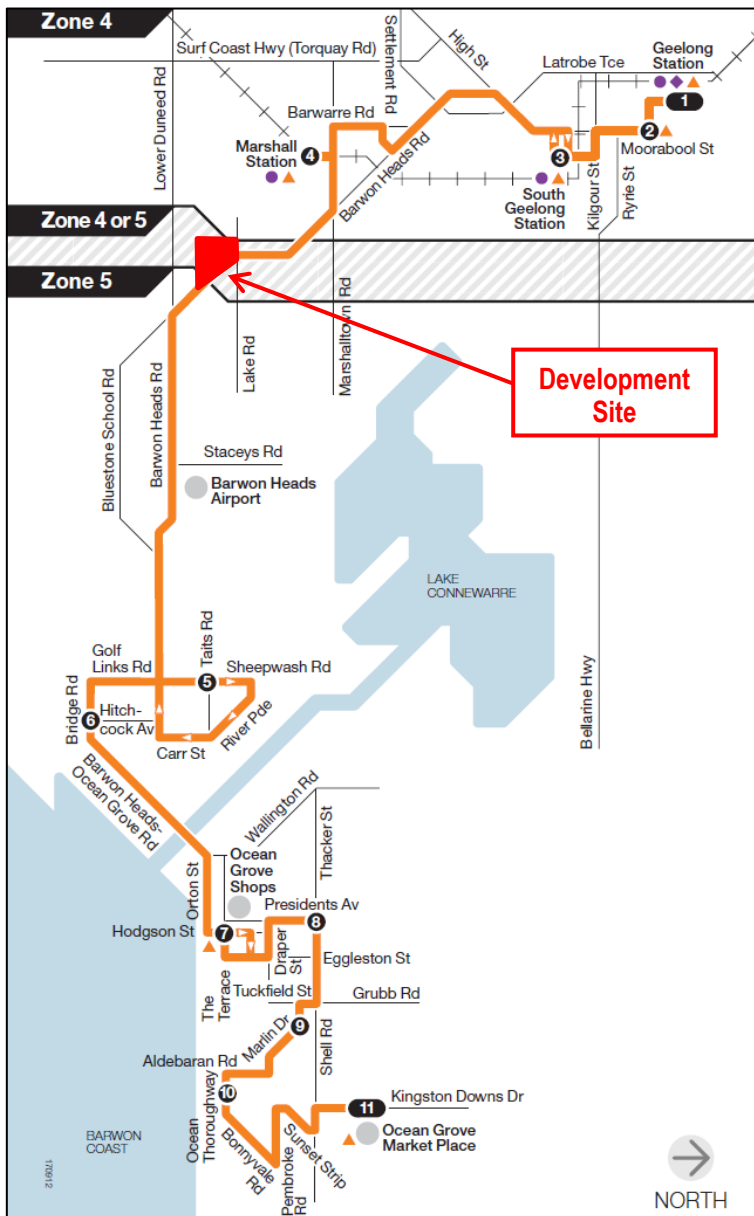 Zone 4
Surf Coast Hwy (Torquay Rd)
Settlement Rd
High St
Latrobe Tce
Geelong
Station
1
Lower Duneed Rd
Barwarre Rd
2
Moorabool St
Marshall
Station
4
3
Barwon Heads Rd
South
Geelong
Station
Kilgour St
Ryrie St
Zone 4 or 5
Zone 5
Lake Rd
Marshalltown Rd
Development
Site
Bluestone School Rd
Barwon Heads Rd
Staceys Rd
Barwon Heads
Airport
LAKE
CONNEWARRE
Bellarine Hwy
Golf
Links Rd
Taits Rd
5
Sheepwash Rd
Bridge Rd
6
Hitch-
cock Av
River Pde
Carr St
Barwon Heads-
Ocean Grove Rd
Wallington Rd
Thacker St
Orton St
Ocean
Grove
Shops
Presidents Av
Hodgson St
7
8
Draper
St
Eggleston St
The
Terrace
Tuckfield St
Grubb Rd
9
Marlin Dr
Shell Rd
Aldebaran Rd
10
Ocean
Thoroughway
11
Kingston Downs Dr
Bonnyvale
Rd
Pembroke
Rd
Sunset Strip
Ocean Grove
Market Place
BARWON
COAST
170912
NORTH